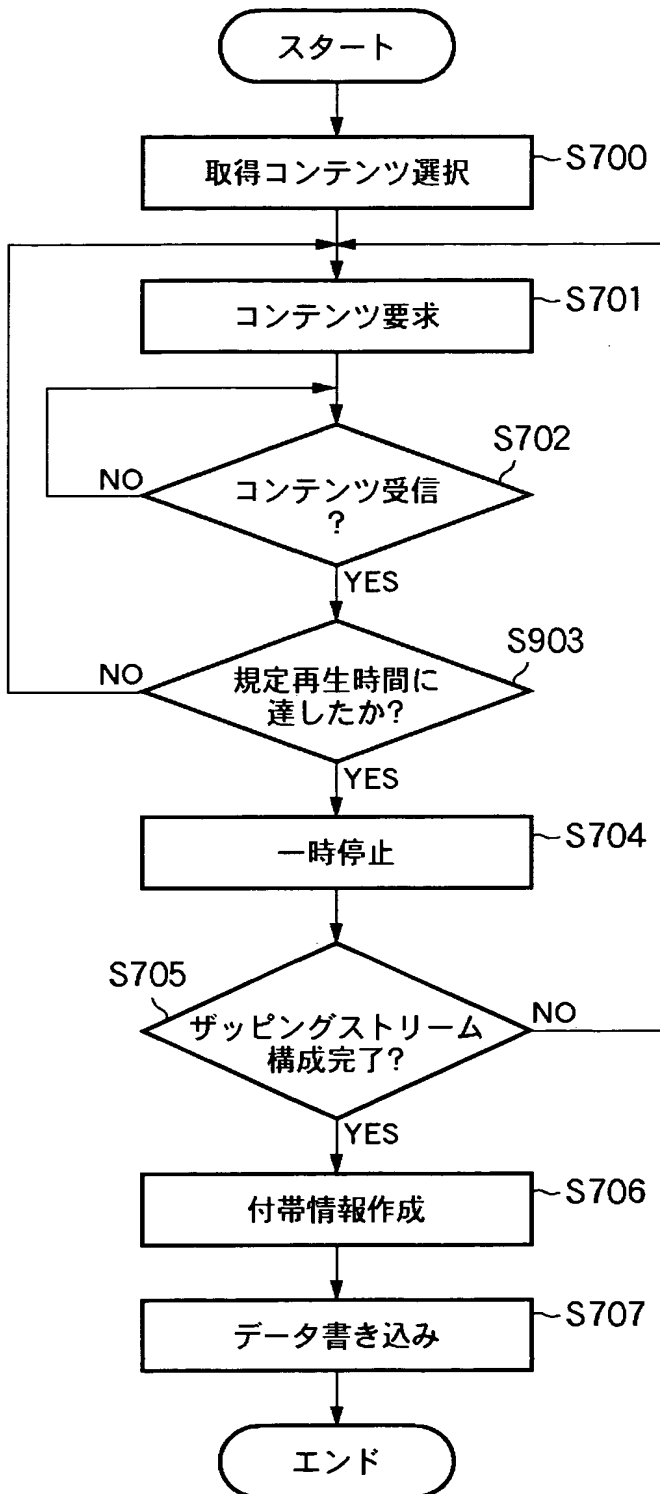 スタート
取得コンテンツ選択
S700
コンテンツ要求
S701
S702
コンテンツ受信
?
NO
YES
S903
規定再生時間に
達したか?
NO
YES
一時停止
S704
S705
ザッピングストリーム
構成完了?
NO
YES
付帯情報作成
S706
データ書き込み
S707
エンド